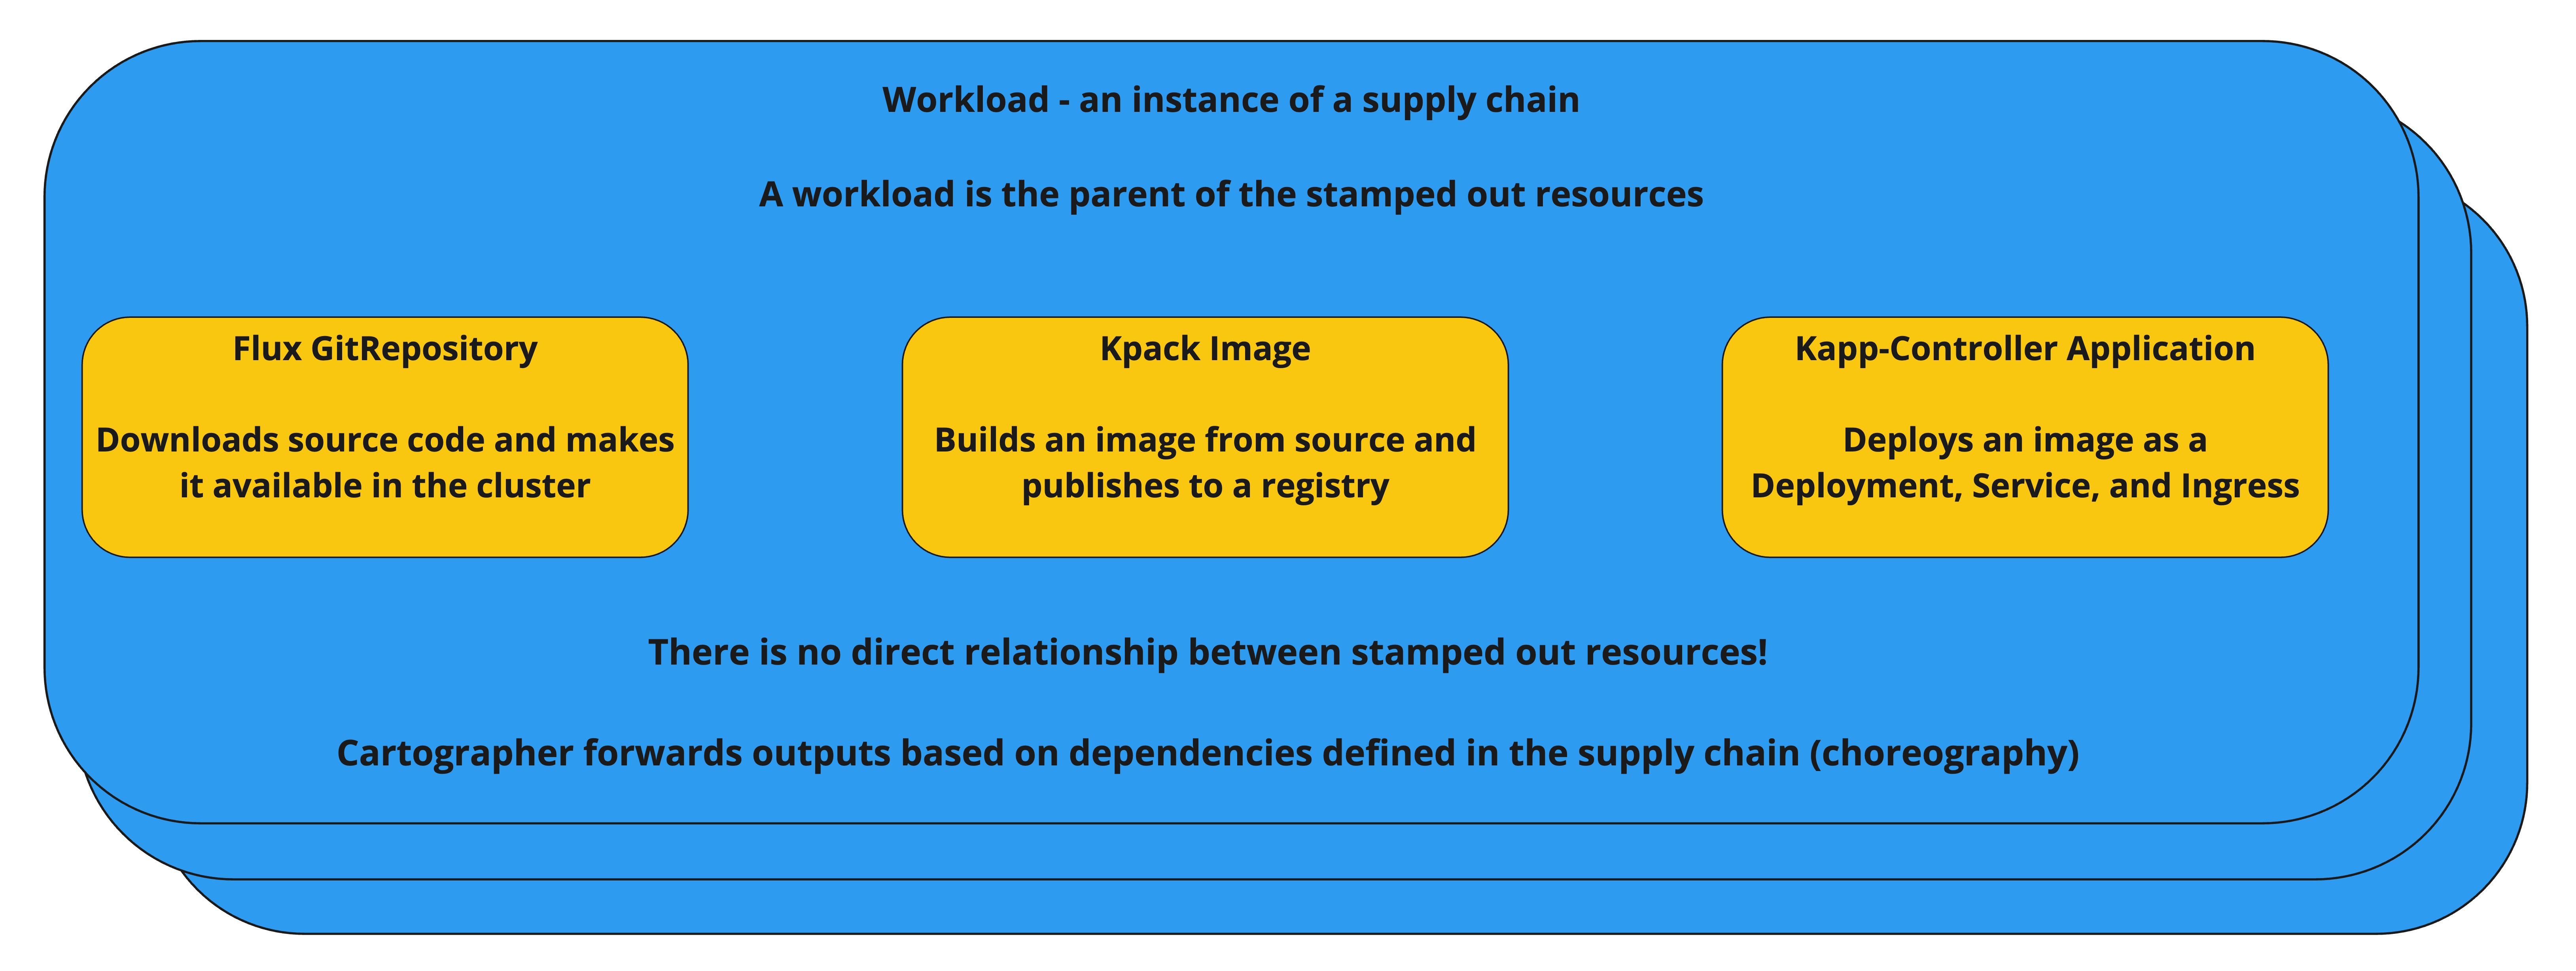 Workload - an instance of a supply chain
A workload is the parent of the stamped out resources
Flux GitRepository
Downloads source code and makes
it available in the cluster
Kpack Image
Builds an image from source and
publishes to a registry
Kapp-Controller Application
Deploys an image as a
Deployment, Service, and Ingress
There is no direct relationship between stamped out resources!
Cartographer forwards outputs based on dependencies defined in the supply chain (choreography)